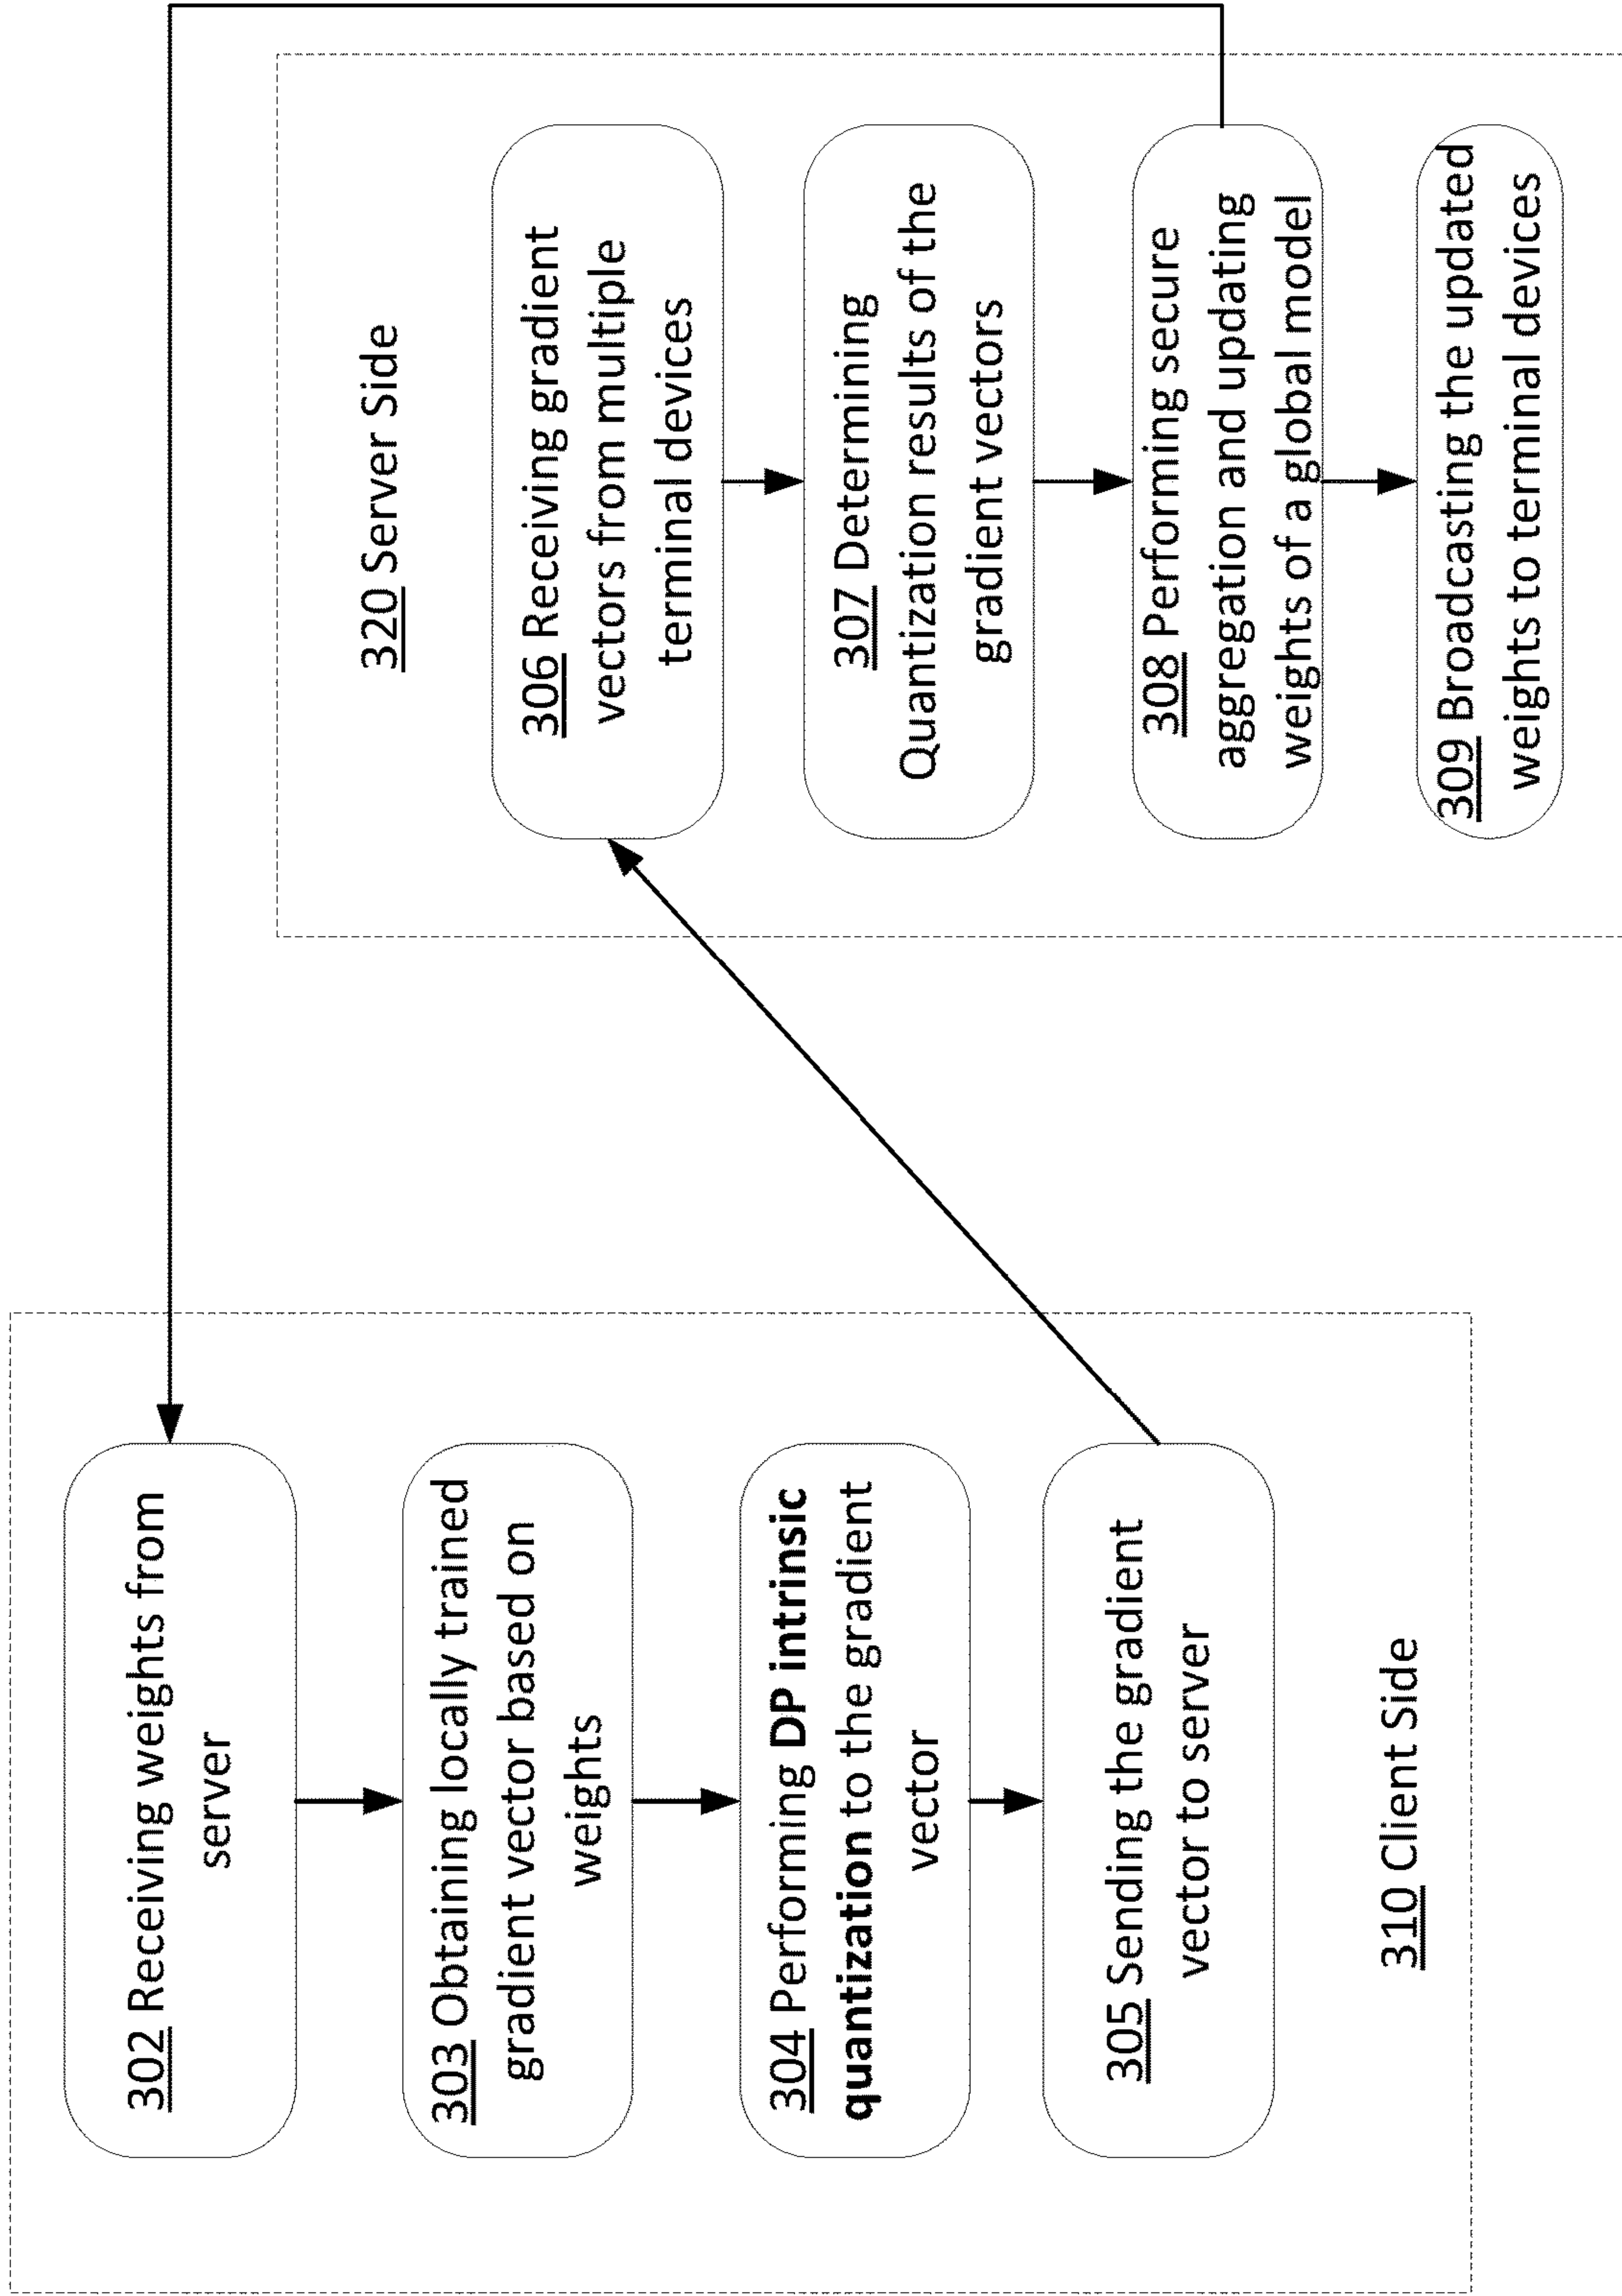 302 Receiving weights from
server
303 Obtaining locally trained
gradient vector based on
weights
304 Performing DP intrinsic
quantization to the gradient
vector
305 Sending the gradient
vector to server
310 Client Side
320 Server Side
306 Receiving gradient
vectors from multiple
terminal devices
307 Determining
Quantization results of the
gradient vectors
308 Performing secure
aggregation and updating
weights of a global model
309 Broadcasting the updated
weights to terminal devices